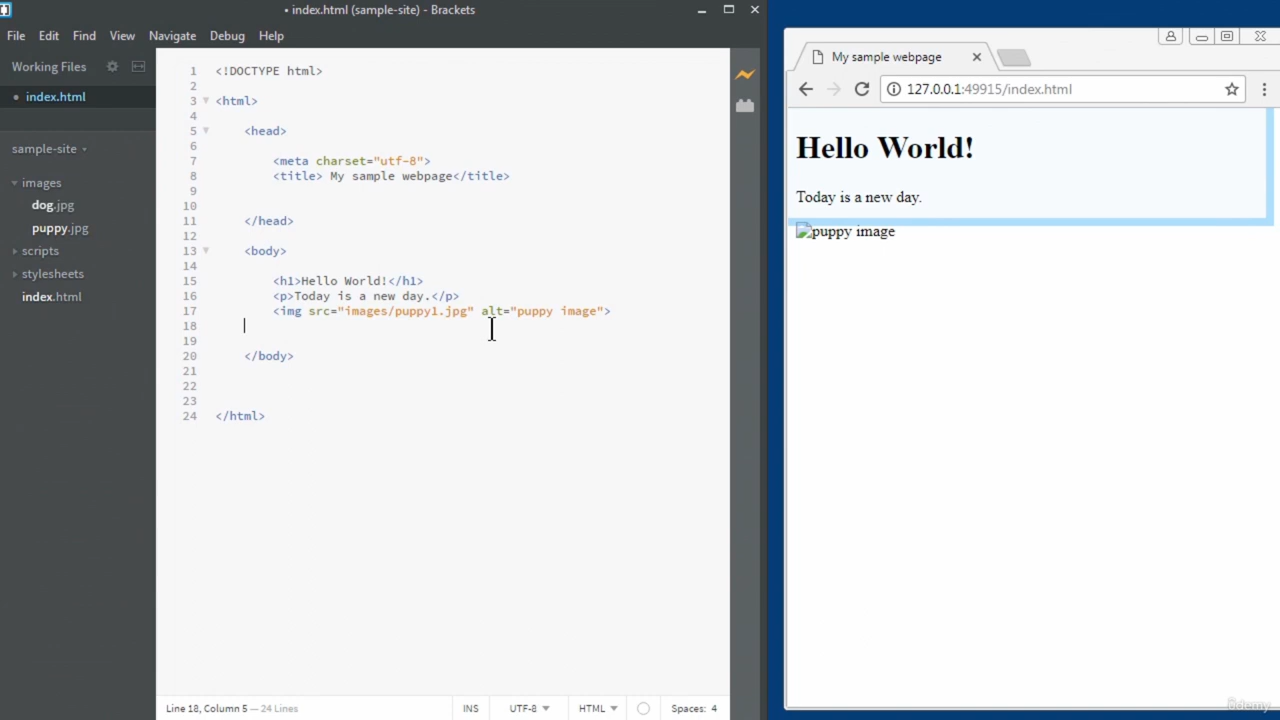 • index.html (sample-site) - Brackets
File Edit Find View Navigate Debug Help
Working Files
• index.html
sample-site
images
dog.jpg
puppy.jpg
scripts
stylesheets
index.html
1 <!DOCTYPE html>
2
3 <html>
4
5 <head>
6
7 <meta charset="utf-8">
8 <title> My sample webpage</title>
9
10
11 </head>
12
13 <body>
14
15 <h1>Hello World!</h1>
16 <p>Today is a new day.</p>
17 <img src="images/puppy1.jpg" alt="puppy image">
18
19
20 </body>
21
22
23
24 </html>
Line 18, Column 5 — 24 Lines
INS UTF-8 HTML Spaces: 4
My sample webpage
127.0.0.1:49915/index.html
Hello World!
Today is a new day.
puppy image
ûdemy